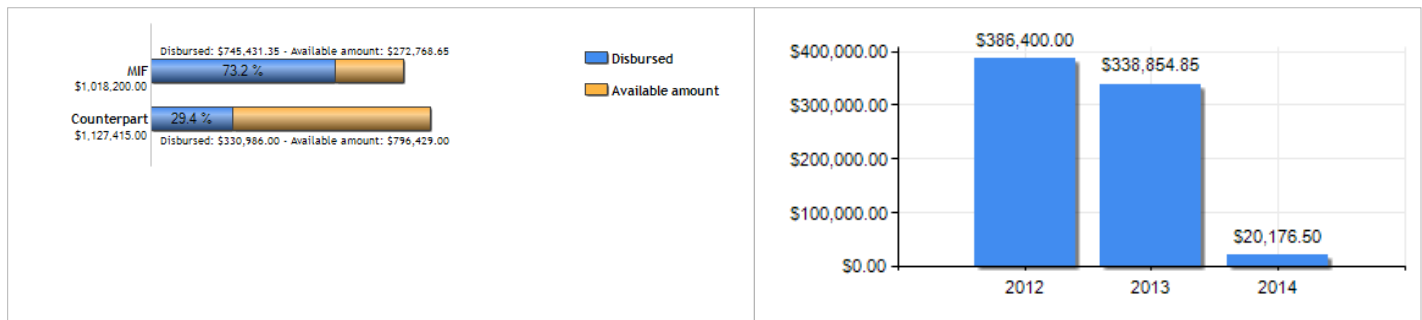 Disbursed: $745,431.35 - Available amount: $272,768.65
MIF
73.2 %
$1,018,200.00
Counterpart
29.4 %
$1,127,415.00
Disbursed: $330,986.00 - Available amount: $796,429.00
Disbursed
Available amount
$400,000.00
$300,000.00
$200,000.00
$100,000.00
$0.00
$386,400.00
$338,854.85
$20,176.50
2012
2013
2014